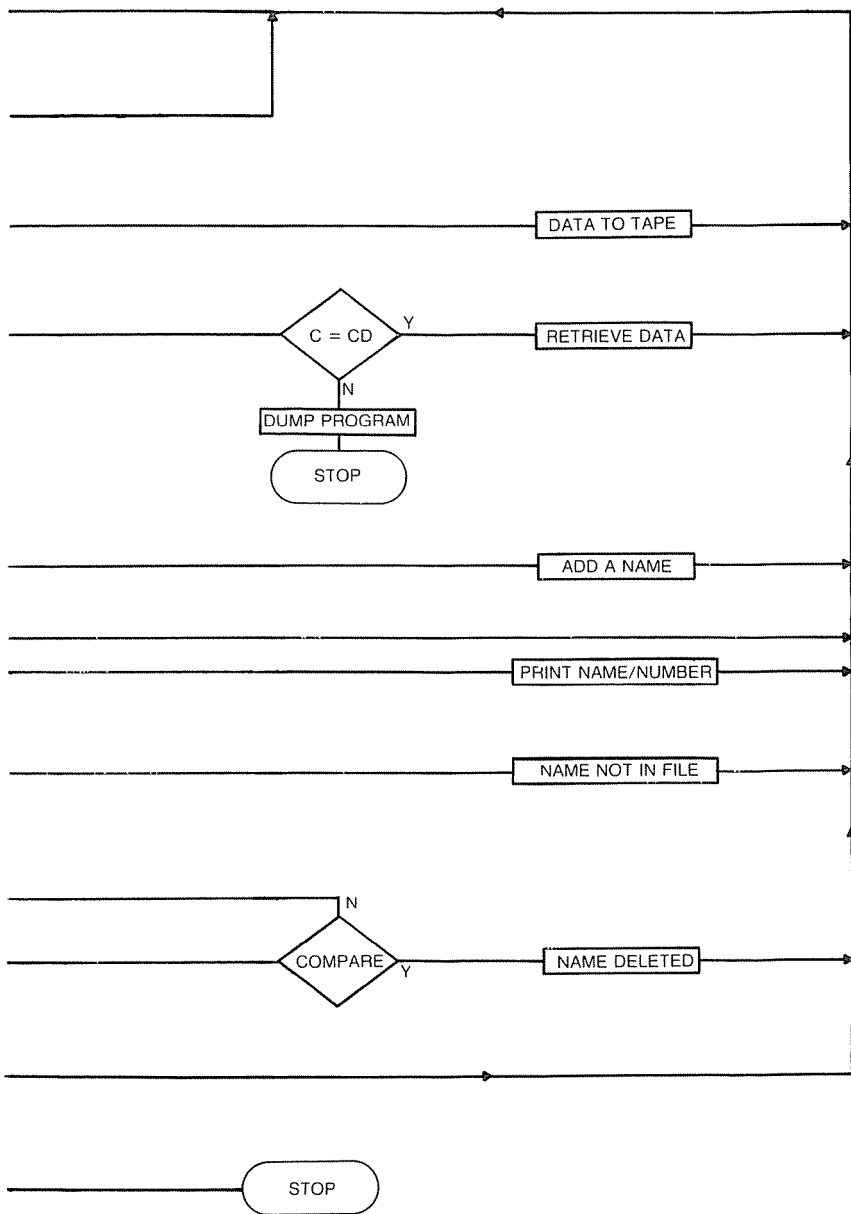 DATA TO TAPE
C = CD
Y
RETRIEVE DATA
N
DUMP PROGRAM
STOP
ADD A NAME
PRINT NAME/NUMBER
NAME NOT IN FILE
N
COMPARE
Y
NAME DELETED
STOP